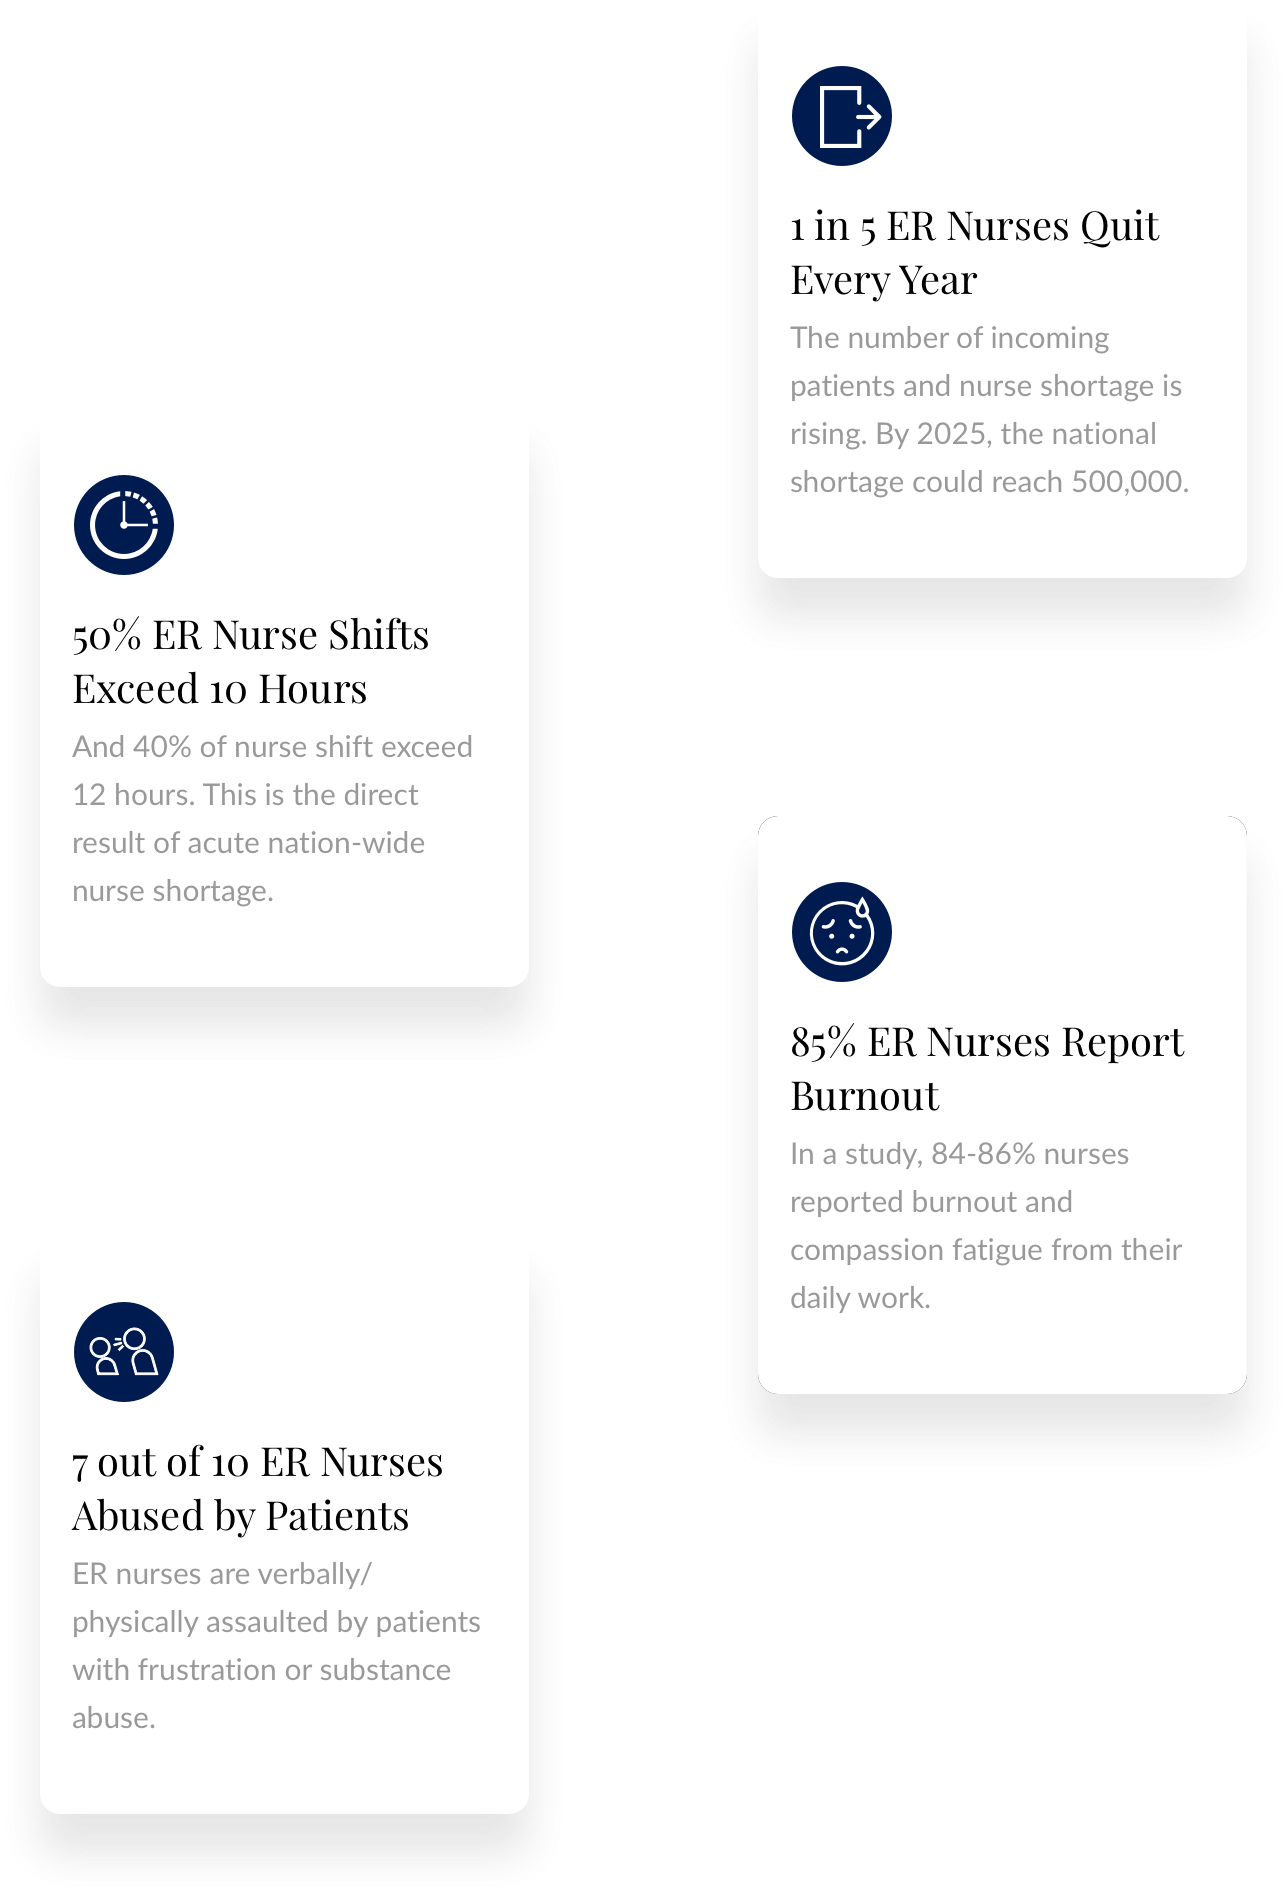 1 in 5 ER Nurses Quit
Every Year
The number of incoming
patients and nurse shortage is
rising. By 2025, the national
shortage could reach 500,000.
50% ER Nurse Shifts
Exceed 10 Hours
And 40% of nurse shift exceed
12 hours. This is the direct
result of acute nation-wide
nurse shortage.
85% ER Nurses Report
Burnout
In a study, 84-86% nurses
reported burnout and
compassion fatigue from their
daily work.
7 out of 10 ER Nurses
Abused by Patients
ER nurses are verbally/
physically assaulted by patients
with frustration or substance
abuse.